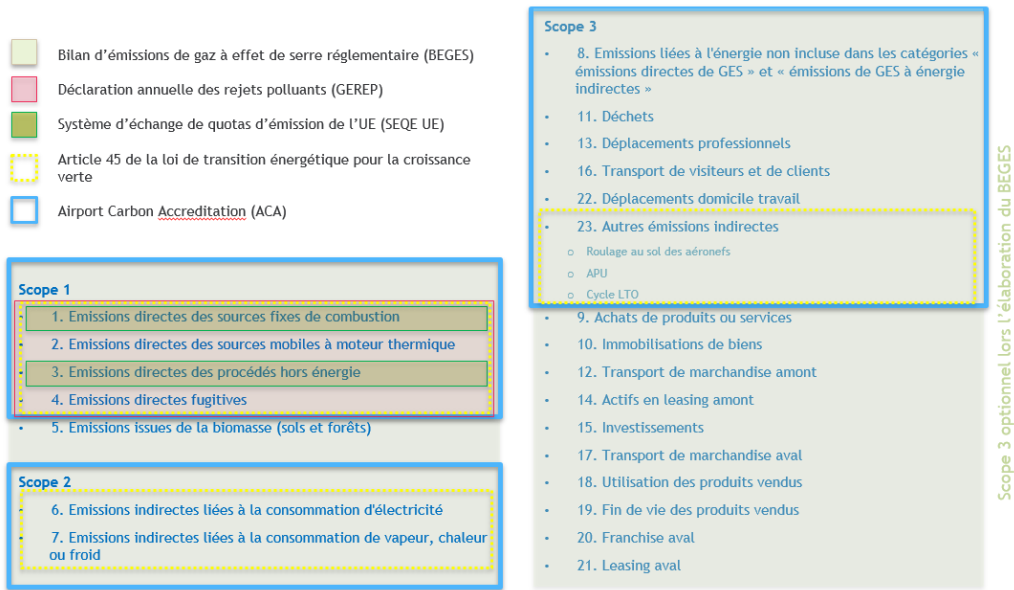 Bilan d’émissions de gaz à effet de serre réglementaire (BEGES)
Déclaration annuelle des rejets polluants (GEREP)
Système d’échange de quotas d’émission de l’UE (SEQE UE)
Article 45 de la loi de transition énergétique pour la croissance
verte
Airport Carbon Accreditation (ACA)
Scope 1
• 1. Emissions directes des sources fixes de combustion
• 2. Emissions directes des sources mobiles à moteur thermique
• 3. Emissions directes des procédés hors énergie
• 4. Emissions directes fugitives
• 5. Emissions issues de la biomasse (sols et forêts)
Scope 2
• 6. Emissions indirectes liées à la consommation d'électricité
• 7. Emissions indirectes liées à la consommation de vapeur, chaleur
ou froid
Scope 3
• 8. Emissions liées à l'énergie non incluse dans les catégories «
émissions directes de GES » et « émissions de GES à énergie
indirectes »
• 11. Déchets
• 13. Déplacements professionnels
• 16. Transport de visiteurs et de clients
• 22. Déplacements domicile travail
• 23. Autres émissions indirectes
o Roulage au sol des aéronefs
o APU
o Cycle LTO
• 9. Achats de produits ou services
• 10. Immobilisations de biens
• 12. Transport de marchandise amont
• 14. Actifs en leasing amont
• 15. Investissements
• 17. Transport de marchandise aval
• 18. Utilisation des produits vendus
• 19. Fin de vie des produits vendus
• 20. Franchise aval
• 21. Leasing aval
Scope 3 optionnel lors l’élaboration du BEGES